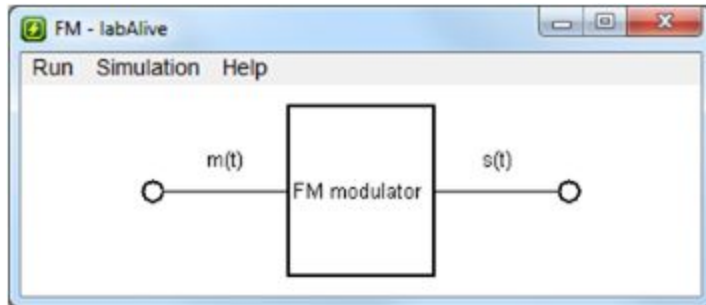 FM - labAlive
Run Simulation Help
m(t) s(t)
FM modulator